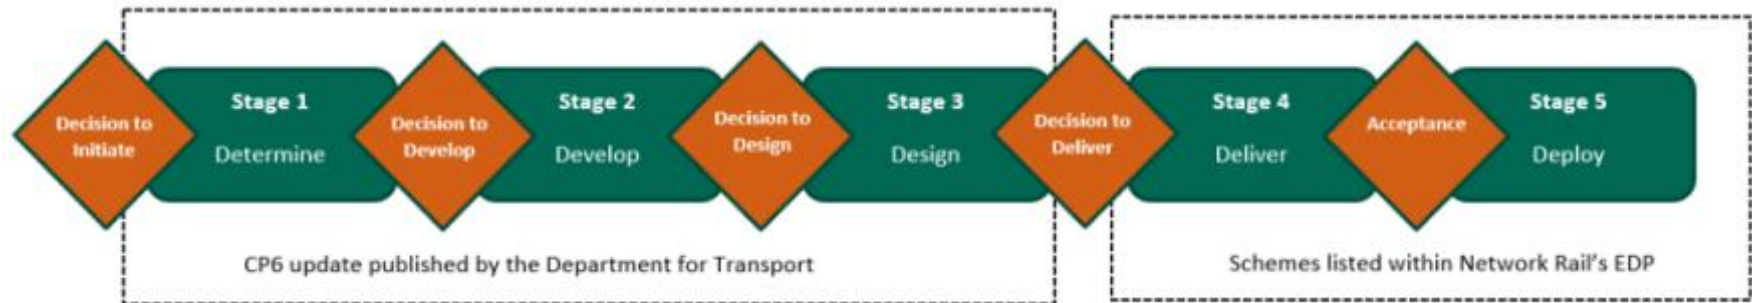 Decision to
Initiate
Stage 1
Determine
Decision to
Develop
Stage 2
Develop
Decision to
Design
Stage 3
Design
Decision to
Deliver
Stage 4
Deliver
Acceptance
Stage 5
Deploy
CP6 update published by the Department for Transport
Schemes listed within Network Rail's EDP